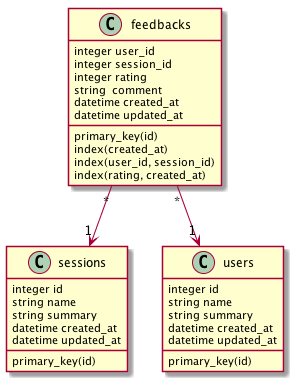 C feedbacks
integer user_id
integer session_id
integer rating
string  comment
datetime created_at
datetime updated_at
primary_key(id)
index(created_at)
index(user_id, session_id)
index(rating, created_at)
* *
1 1
C sessions
integer id
string name
string summary
datetime created_at
datetime updated_at
primary_key(id)
C users
integer id
string name
string summary
datetime created_at
datetime updated_at
primary_key(id)